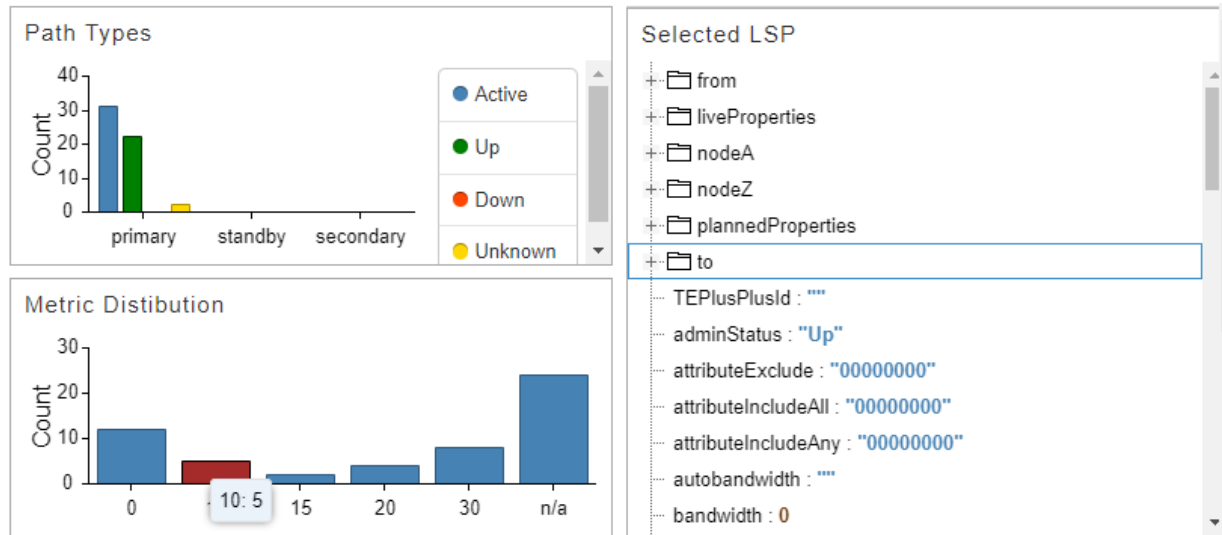 Path Types
40
30
20
10
0
Count
primary standby secondary
Active
Up
Down
Unknown
Metric Distibution
30
20
10
0
Count
0 15 20 30 n/a
10: 5
Selected LSP
from
liveProperties
nodeA
nodeZ
plannedProperties
to
TEPlusPlusId : ""
adminStatus : "Up"
attributeExclude : "00000000"
attributeIncludeAll : "00000000"
attributeIncludeAny : "00000000"
autobandwidth : ""
bandwidth : 0